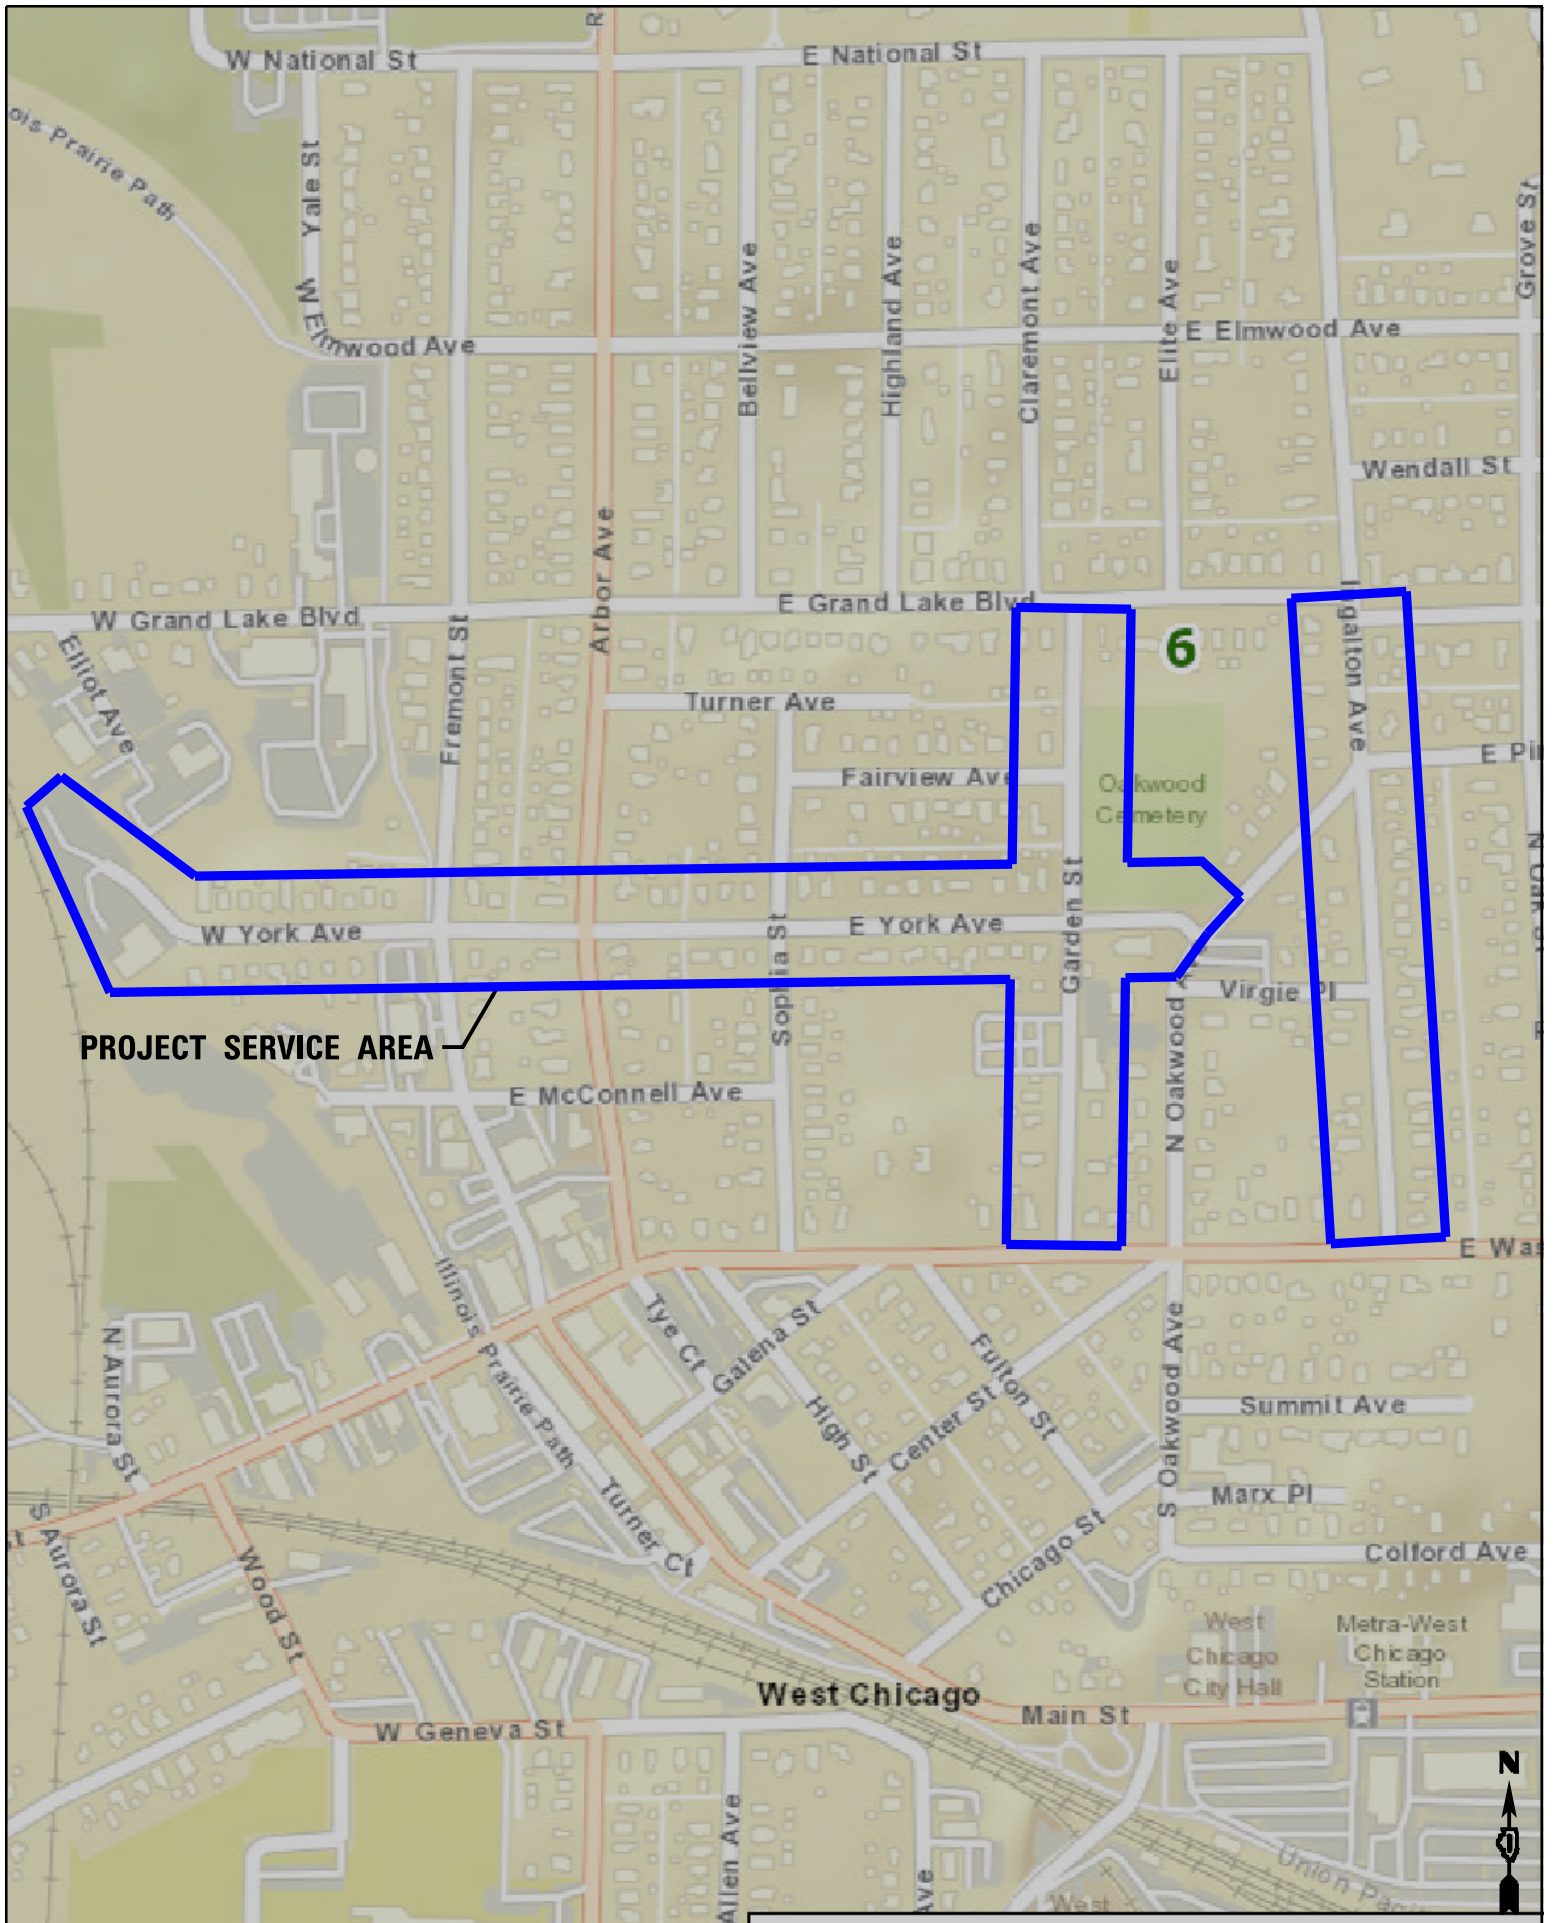 R
W National St
E National St
ois Prairie Path
Yale St
Grove St
Bellview Ave
Highland Ave
Claremont Ave
Elite Ave
W Elmwood Ave
E Elmwood Ave
Wendall St
Arbor Ave
E Grand Lake Blvd
W Grand Lake Blvd
Ingalton Ave
Elliot Ave
Fremont St
6
Turner Ave
Fairview Ave
Oakwood
Cemetery
E Pin
Garden St
W York Ave
E York Ave
Sophia St
Virgie Pl
PROJECT SERVICE AREA
E McConnell Ave
N Oakwood
E Was
Illinois Prairie Path
Tye Ct
Galena St
N Aurora St
Fulton St
High St
Center St
S Oakwood Ave
Summit Ave
Marx Pl
Turner Ct
Chicago St
Colford Ave
S Aurora St
Wood St
West
Chicago
City Hall
Metra-West
Chicago
Station
West Chicago
Main St
W Geneva St
N
Allen Ave
Ave
Union Paci
West